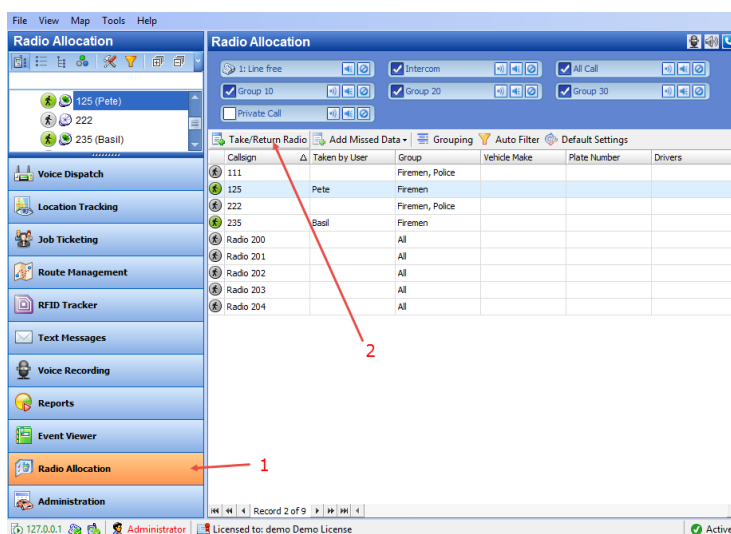 File View Map Tools Help
Radio Allocation
125 (Pete)
222
235 (Basil)
Voice Dispatch
Location Tracking
Job Ticketing
Route Management
RFID Tracker
Text Messages
Voice Recording
Reports
Event Viewer
Radio Allocation
Administration
Radio Allocation
1: Line free Intercom All Call
Group 10 Group 20 Group 30
Private Call
Take/Return Radio Add Missed Data Grouping Auto Filter Default Settings
Callsign Taken by User Group Vehicle Make Plate Number Drivers
111 Firemen, Police
125 Pete Firemen
222 Firemen, Police
235 Basil Firemen
Radio 200 All
Radio 201 All
Radio 202 All
Radio 203 All
Radio 204 All
2
1
Record 2 of 9
127.0.0.1 Administrator Licensed to: demo Demo License Active